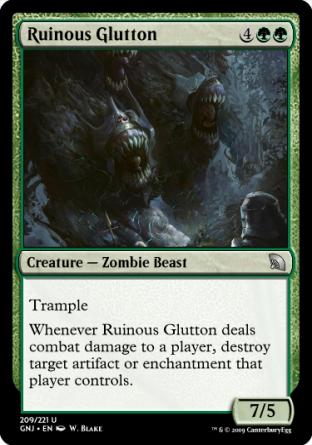 Ruinous Glutton 4
Creature — Zombie Beast
Trample
Whenever Ruinous Glutton deals
combat damage to a player, destroy
target artifact or enchantment that
player controls.
7/5
209/221 U
GNJ • EN W. BLAKE
™ & © 2019 CanterburyEgg